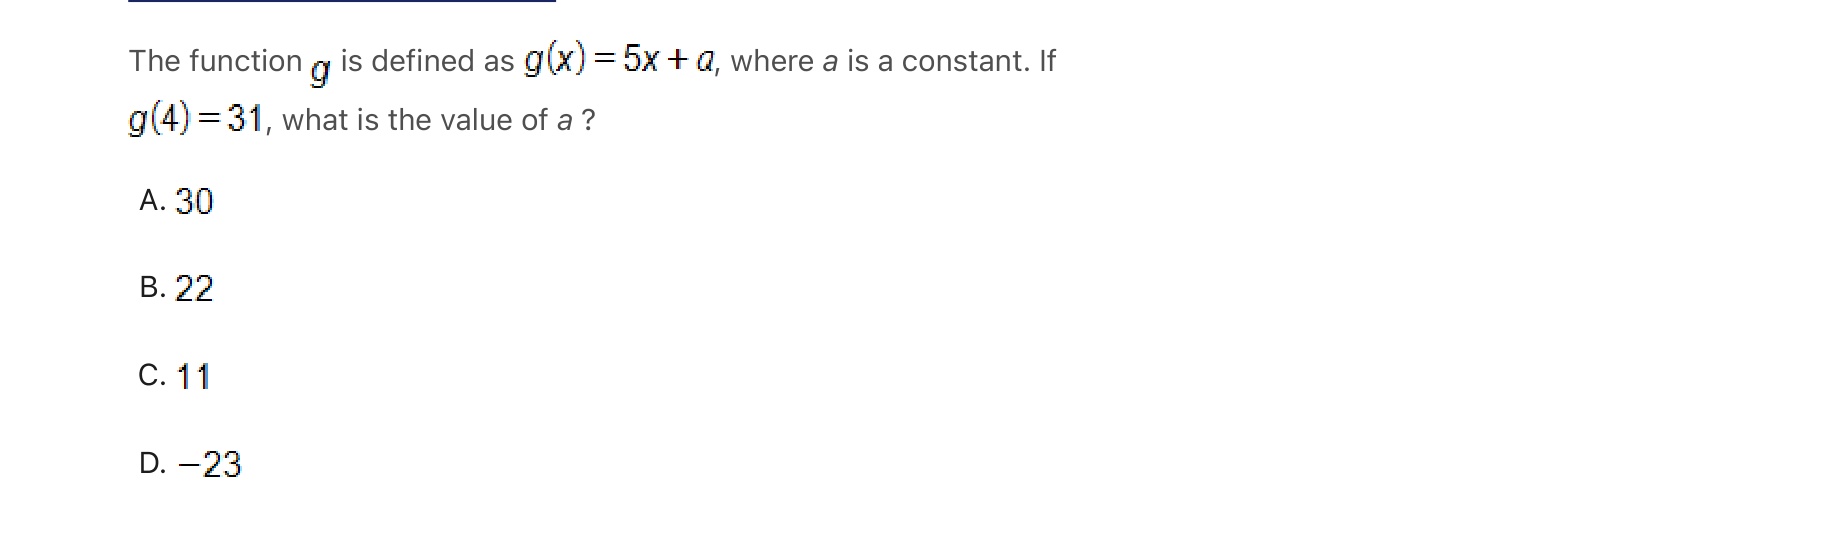 The function g is defined as g(x) = 5x + a, where a is a constant. If
g(4) = 31, what is the value of a ?
A. 30
B. 22
C. 11
D. −23